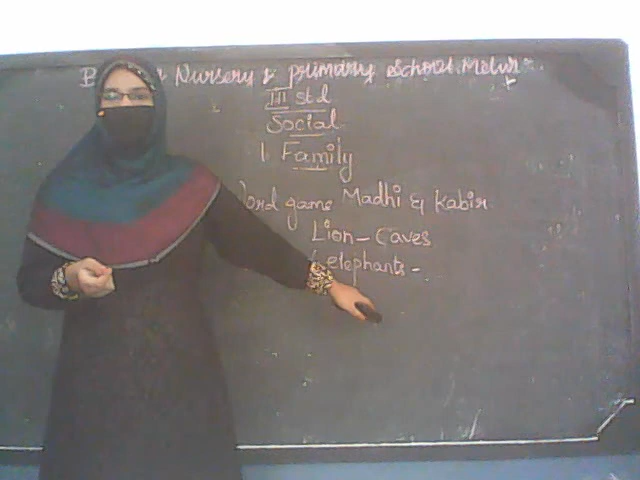 Nursery & primary school Melur
III std
Social
1. Family
Word game Madhi & Kabir
Lion - Caves
elephants -